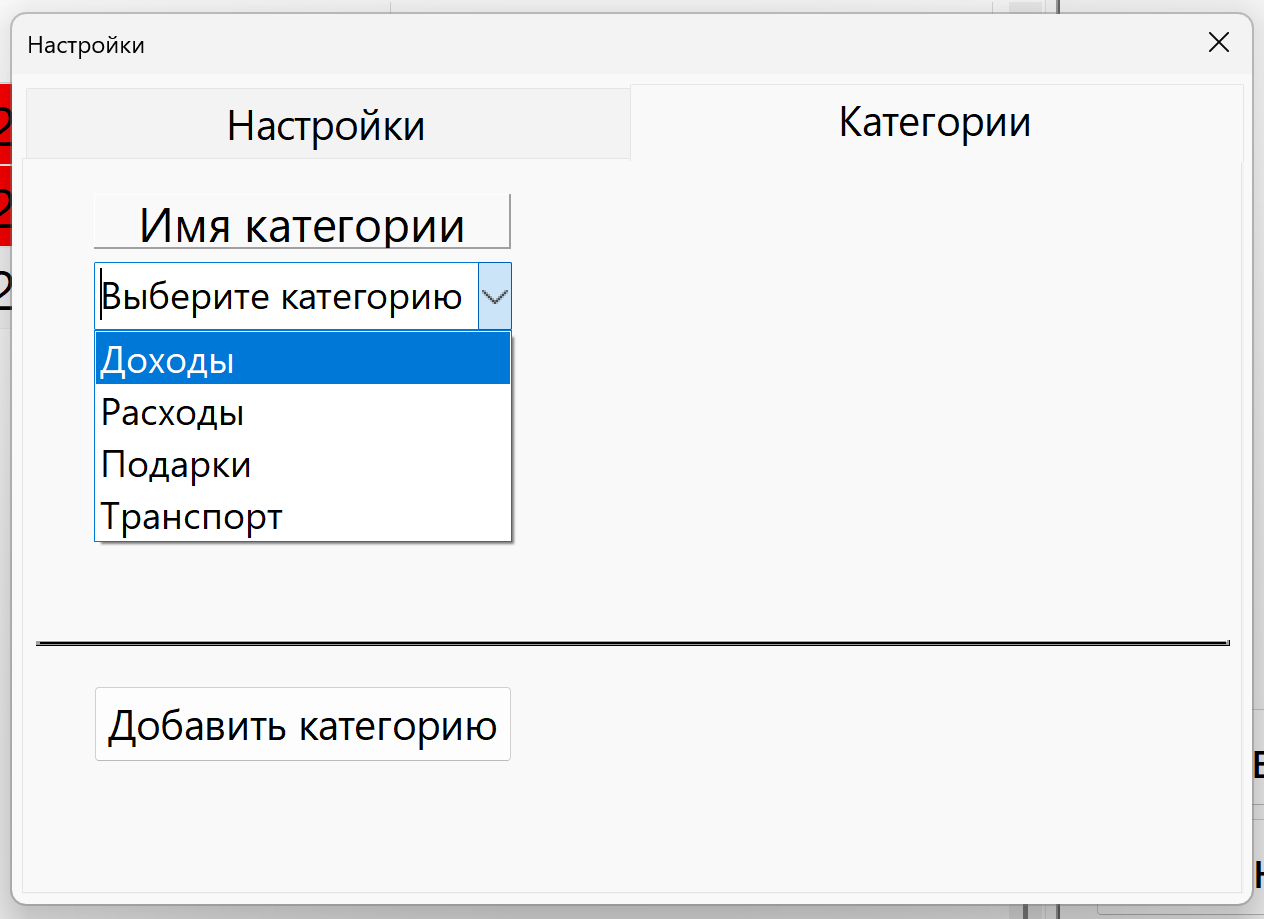 Настройки
Настройки
Категории
Имя категории
Выберите категорию
Доходы
Расходы
Подарки
Транспорт
Добавить категорию